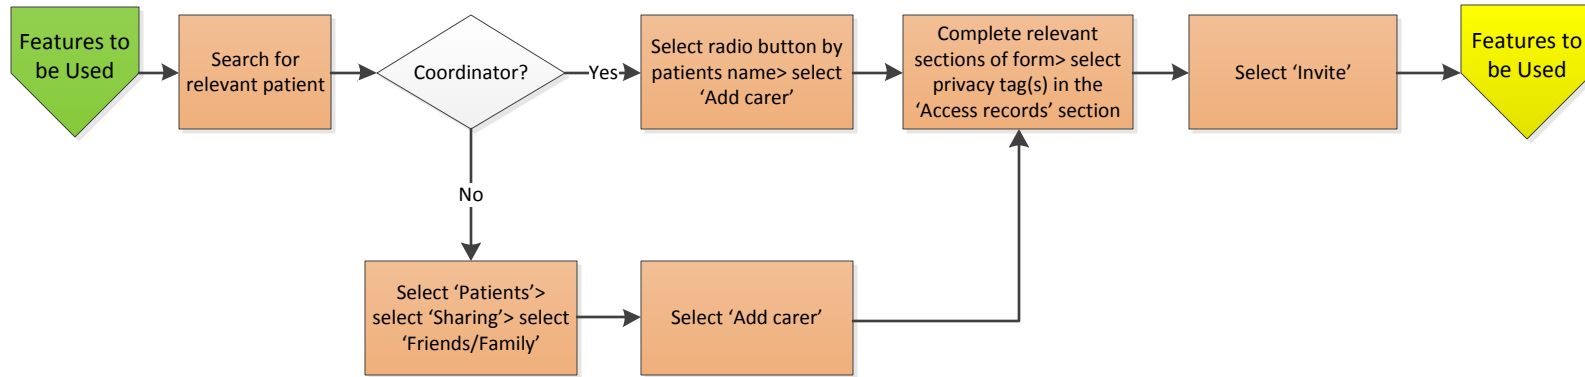 Features to
be Used
Search for
relevant patient
Coordinator?
Yes
Select radio button by
patients name> select
‘Add carer’
Complete relevant
sections of form> select
privacy tag(s) in the
‘Access records’ section
Select ‘Invite’
Features to
be Used
No
Select ‘Patients’>
select ‘Sharing’> select
‘Friends/Family’
Select ‘Add carer’